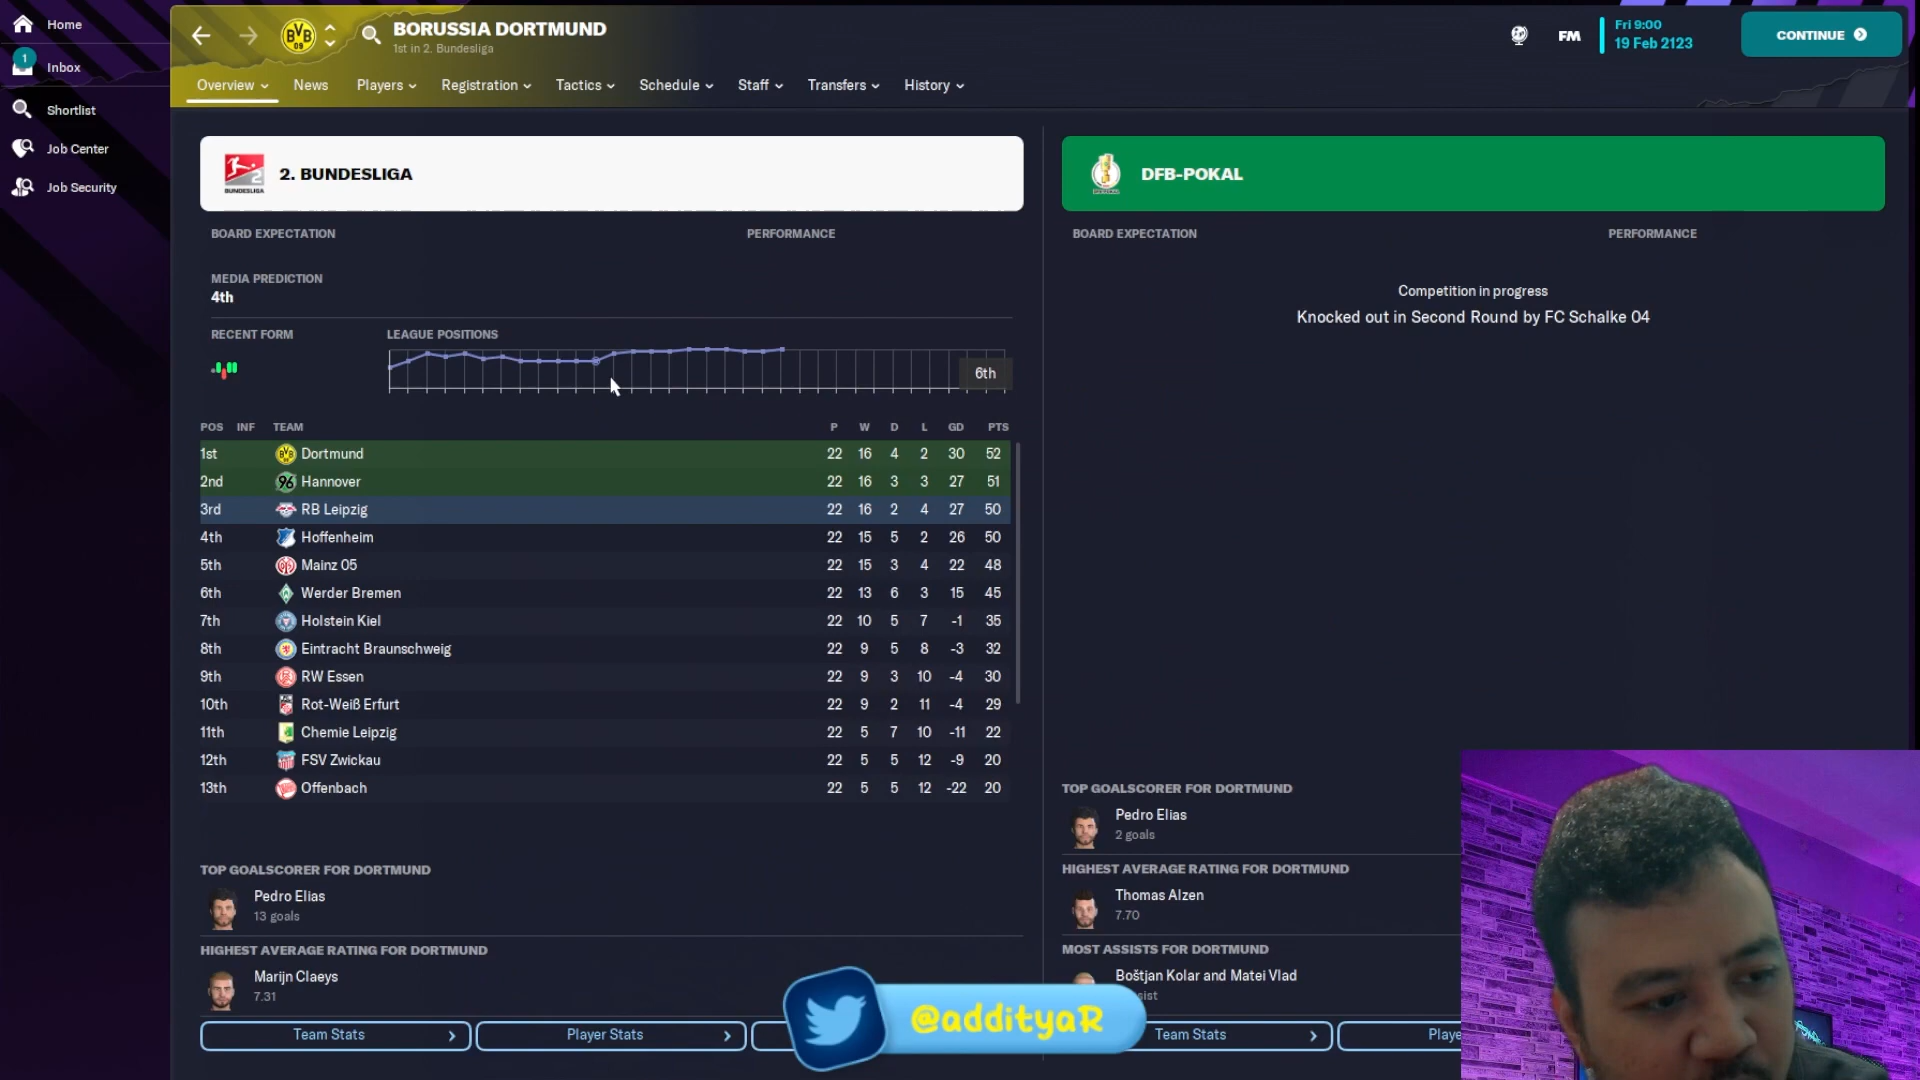 Home
1
Inbox
Shortlist
Job Center
Job Security
BVB
09
BORUSSIA DORTMUND
1st in 2. Bundesliga
FM
Fri 9:00
19 Feb 2123
CONTINUE
Overview
News
Players
Registration
Tactics
Schedule
Staff
Transfers
History
2
BUNDESLIGA
2. BUNDESLIGA
BOARD EXPECTATION
PERFORMANCE
MEDIA PREDICTION
4th
RECENT FORM
LEAGUE POSITIONS
6th
POS INF TEAM P W D L GD PTS
1st Dortmund 22 16 4 2 30 52
2nd Hannover 22 16 3 3 27 51
3rd RB Leipzig 22 16 2 4 27 50
4th Hoffenheim 22 15 5 2 26 50
5th Mainz 05 22 15 3 4 22 48
6th Werder Bremen 22 13 6 3 15 45
7th Holstein Kiel 22 10 5 7 -1 35
8th Eintracht Braunschweig 22 9 5 8 -3 32
9th RW Essen 22 9 3 10 -4 30
10th Rot-Weiß Erfurt 22 9 2 11 -4 29
11th Chemie Leipzig 22 5 7 10 -11 22
12th FSV Zwickau 22 5 5 12 -9 20
13th Offenbach 22 5 5 12 -22 20
TOP GOALSCORER FOR DORTMUND
Pedro Elias
13 goals
HIGHEST AVERAGE RATING FOR DORTMUND
Marijn Claeys
7.31
Team Stats
Player Stats
DFB-POKAL
BOARD EXPECTATION
PERFORMANCE
Competition in progress
Knocked out in Second Round by FC Schalke 04
TOP GOALSCORER FOR DORTMUND
Pedro Elias
2 goals
HIGHEST AVERAGE RATING FOR DORTMUND
Thomas Alzen
7.70
MOST ASSISTS FOR DORTMUND
Boštjan Kolar and Matei Vlad
sist
Team Stats
Playe
@addityaR